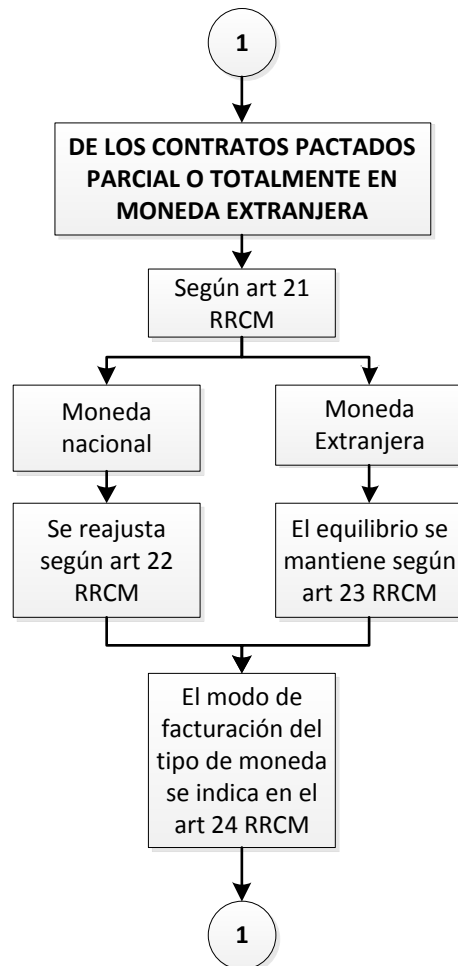 1
DE LOS CONTRATOS PACTADOS
PARCIAL O TOTALMENTE EN
MONEDA EXTRANJERA
Según art 21
RRCM
Moneda
nacional
Moneda
Extranjera
Se reajusta
según art 22
RRCM
El equilibrio se
mantiene según
art 23 RRCM
El modo de
facturación del
tipo de moneda
se indica en el
art 24 RRCM
1